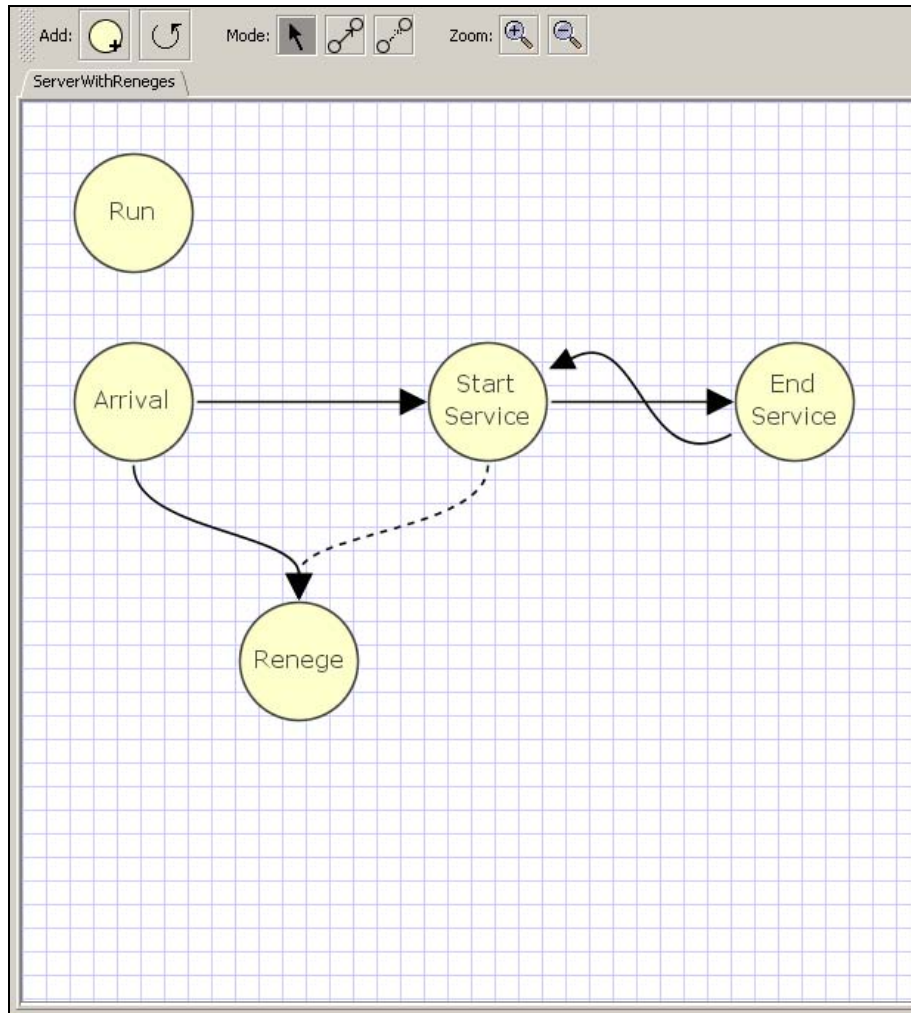 Add: Mode: Zoom:
ServerWithReneges
Run
Arrival
Start
Service
End
Service
Renege